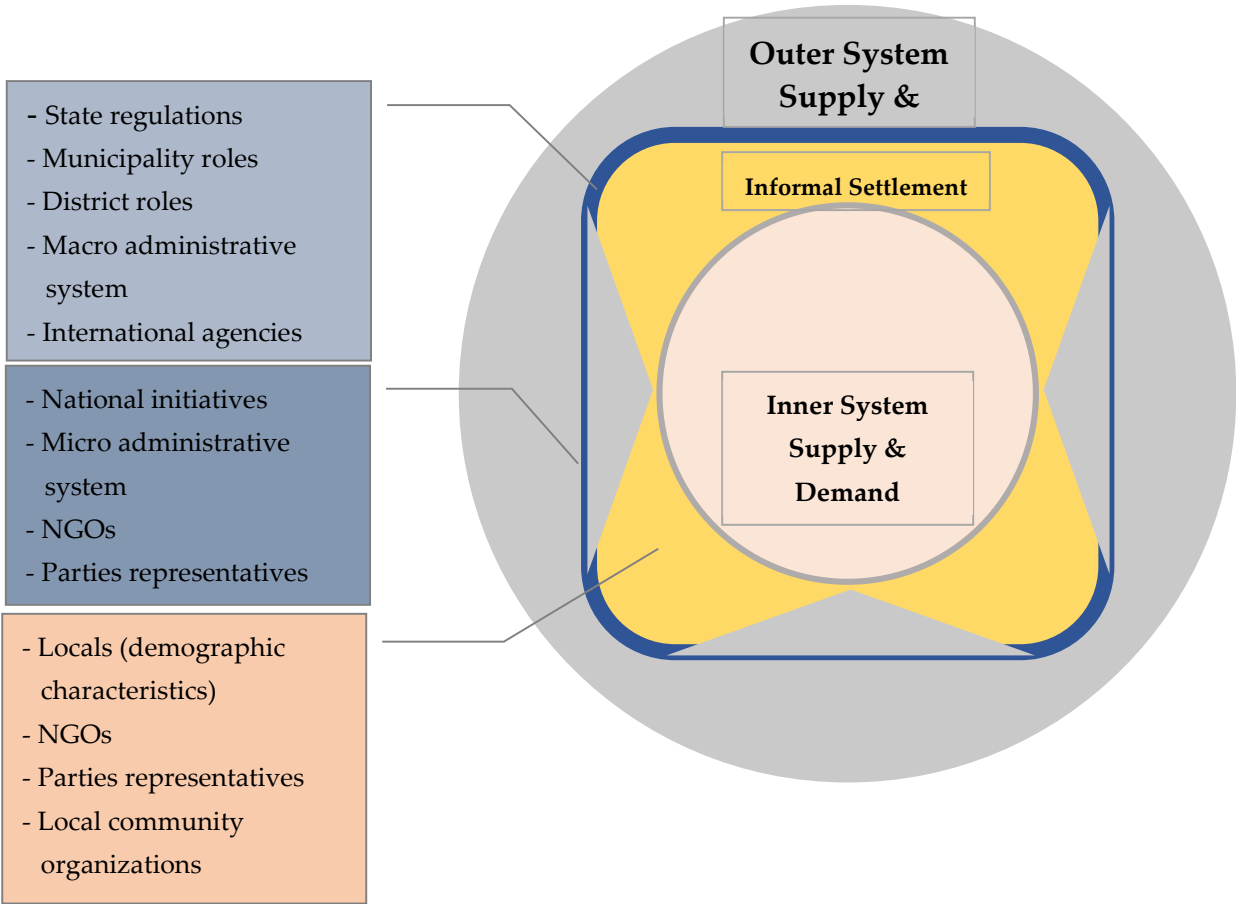 Outer System
Supply &
- State regulations
- Municipality roles
- District roles
- Macro administrative
system
- International agencies
Informal Settlement
- National initiatives
- Micro administrative
system
- NGOs
- Parties representatives
Inner System
Supply &
Demand
- Locals (demographic
characteristics)
- NGOs
- Parties representatives
- Local community
organizations